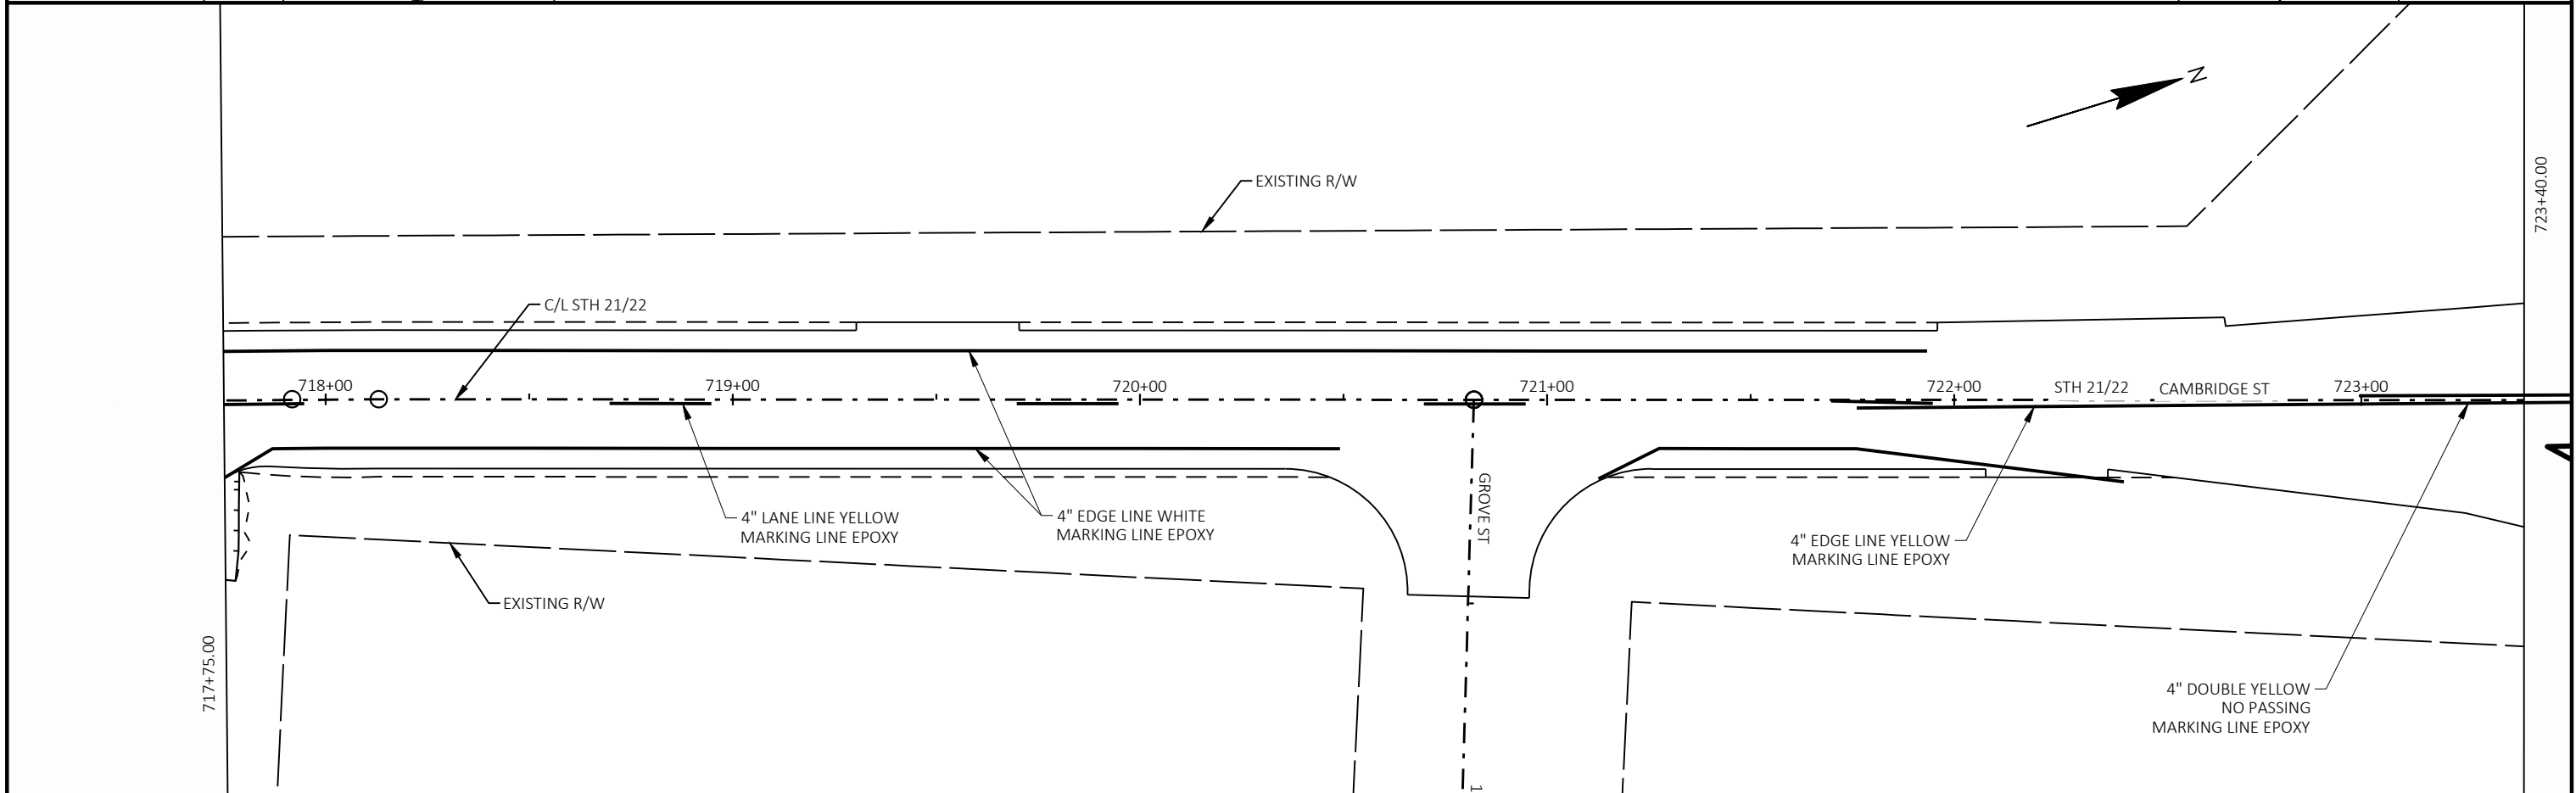 N
723+40.00
EXISTING R/W
C/L STH 21/22
718+00
719+00
720+00
721+00
722+00
STH 21/22
CAMBRIDGE ST
723+00
GROVE ST
4" LANE LINE YELLOW
MARKING LINE EPOXY
4" EDGE LINE WHITE
MARKING LINE EPOXY
4" EDGE LINE YELLOW
MARKING LINE EPOXY
EXISTING R/W
717+75.00
4" DOUBLE YELLOW
NO PASSING
MARKING LINE EPOXY
1